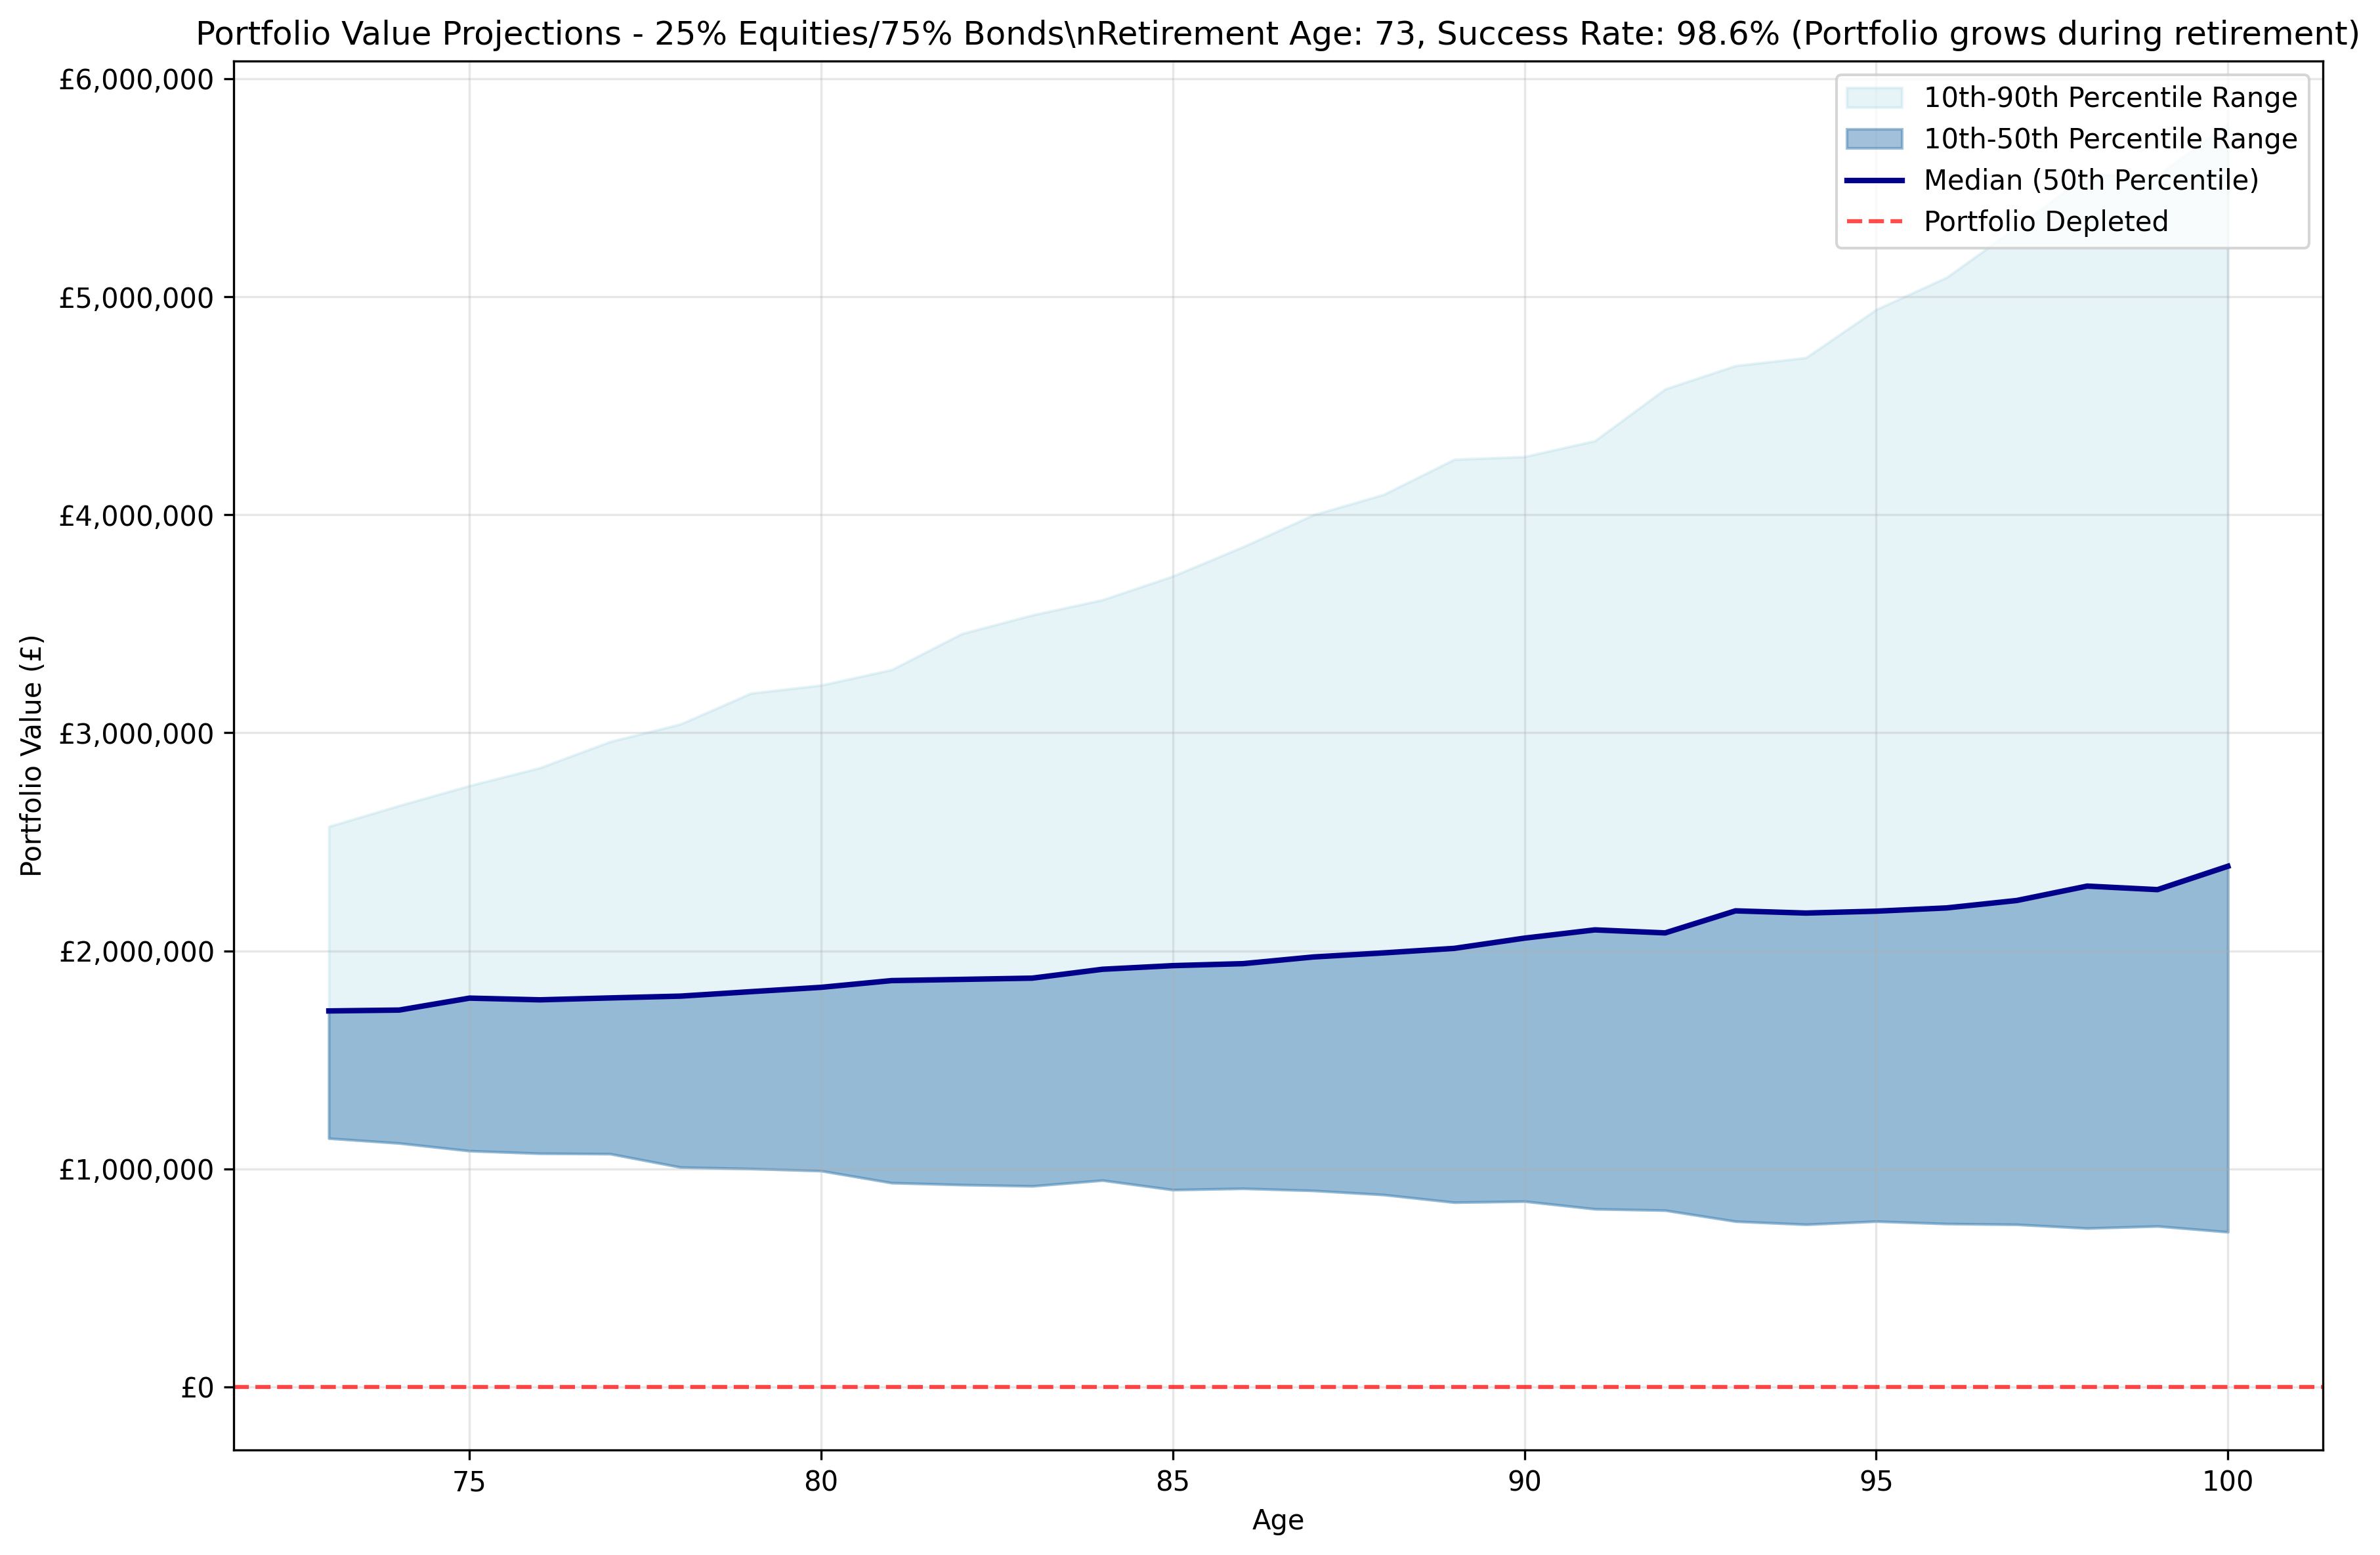 Portfolio Value Projections - 25% Equities/75% Bonds\nRetirement Age: 73, Success Rate: 98.6% (Portfolio grows during retirement)
£6,000,000
£5,000,000
£4,000,000
£3,000,000
£2,000,000
£1,000,000
£0
Portfolio Value (£)
10th-90th Percentile Range
10th-50th Percentile Range
Median (50th Percentile)
Portfolio Depleted
75
80
85
90
95
100
Age